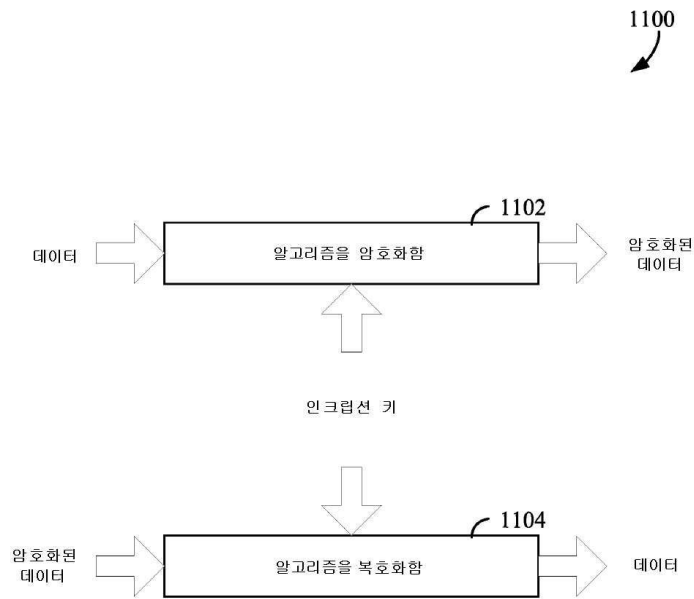 1100
1102
데이터
알고리즘을 암호화함
암호화된
데이터
인크립션 키
1104
암호화된
데이터
알고리즘을 복호화함
데이터